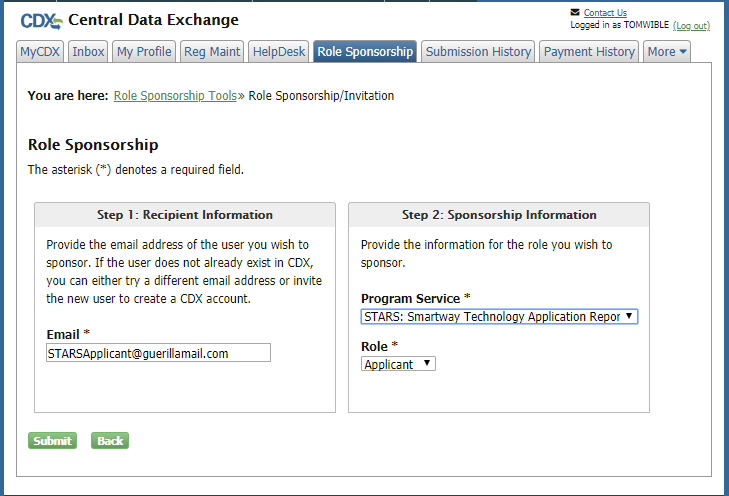 CDX Central Data Exchange
Contact Us
Logged in as TOMWIBLE (Log out)
MyCDX Inbox My Profile Reg Maint HelpDesk Role Sponsorship Submission History Payment History More
You are here: Role Sponsorship Tools» Role Sponsorship/Invitation
Role Sponsorship
The asterisk (*) denotes a required field.
Step 1: Recipient Information
Provide the email address of the user you wish to
sponsor. If the user does not already exist in CDX,
you can either try a different email address or invite
the new user to create a CDX account.
Email *
STARSApplicant@guerillamail.com
Step 2: Sponsorship Information
Provide the information for the role you wish to
sponsor.
Program Service *
STARS: Smartway Technology Application Repor
Role *
Applicant
Submit Back